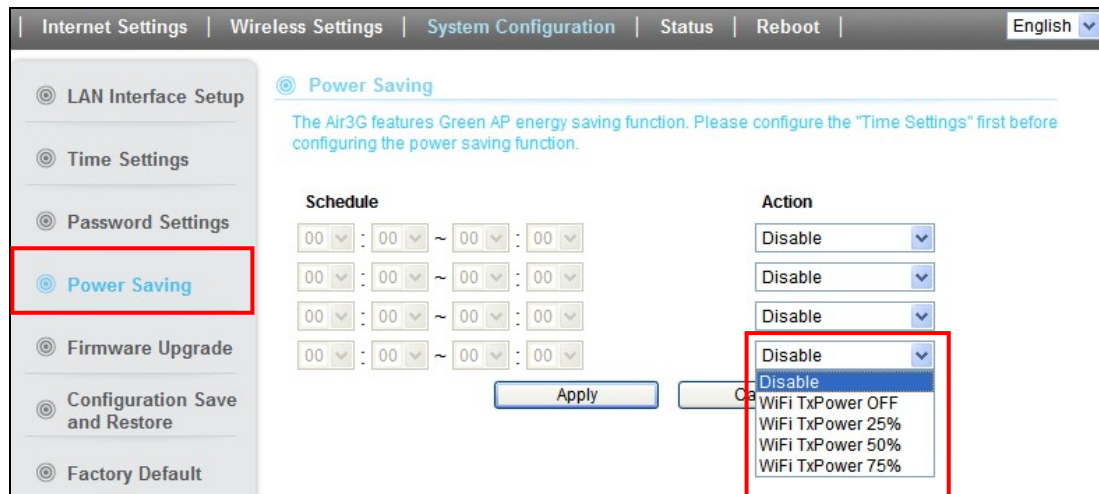 Internet Settings | Wireless Settings | System Configuration | Status | Reboot | English
LAN Interface Setup
Time Settings
Password Settings
Power Saving
Firmware Upgrade
Configuration Save
and Restore
Factory Default
Power Saving
The Air3G features Green AP energy saving function. Please configure the "Time Settings" first before
configuring the power saving function.
Schedule Action
00 : 00 ~ 00 : 00 Disable
00 : 00 ~ 00 : 00 Disable
00 : 00 ~ 00 : 00 Disable
00 : 00 ~ 00 : 00 Disable
Apply
Disable
WiFi TxPower OFF
WiFi TxPower 25%
WiFi TxPower 50%
WiFi TxPower 75%